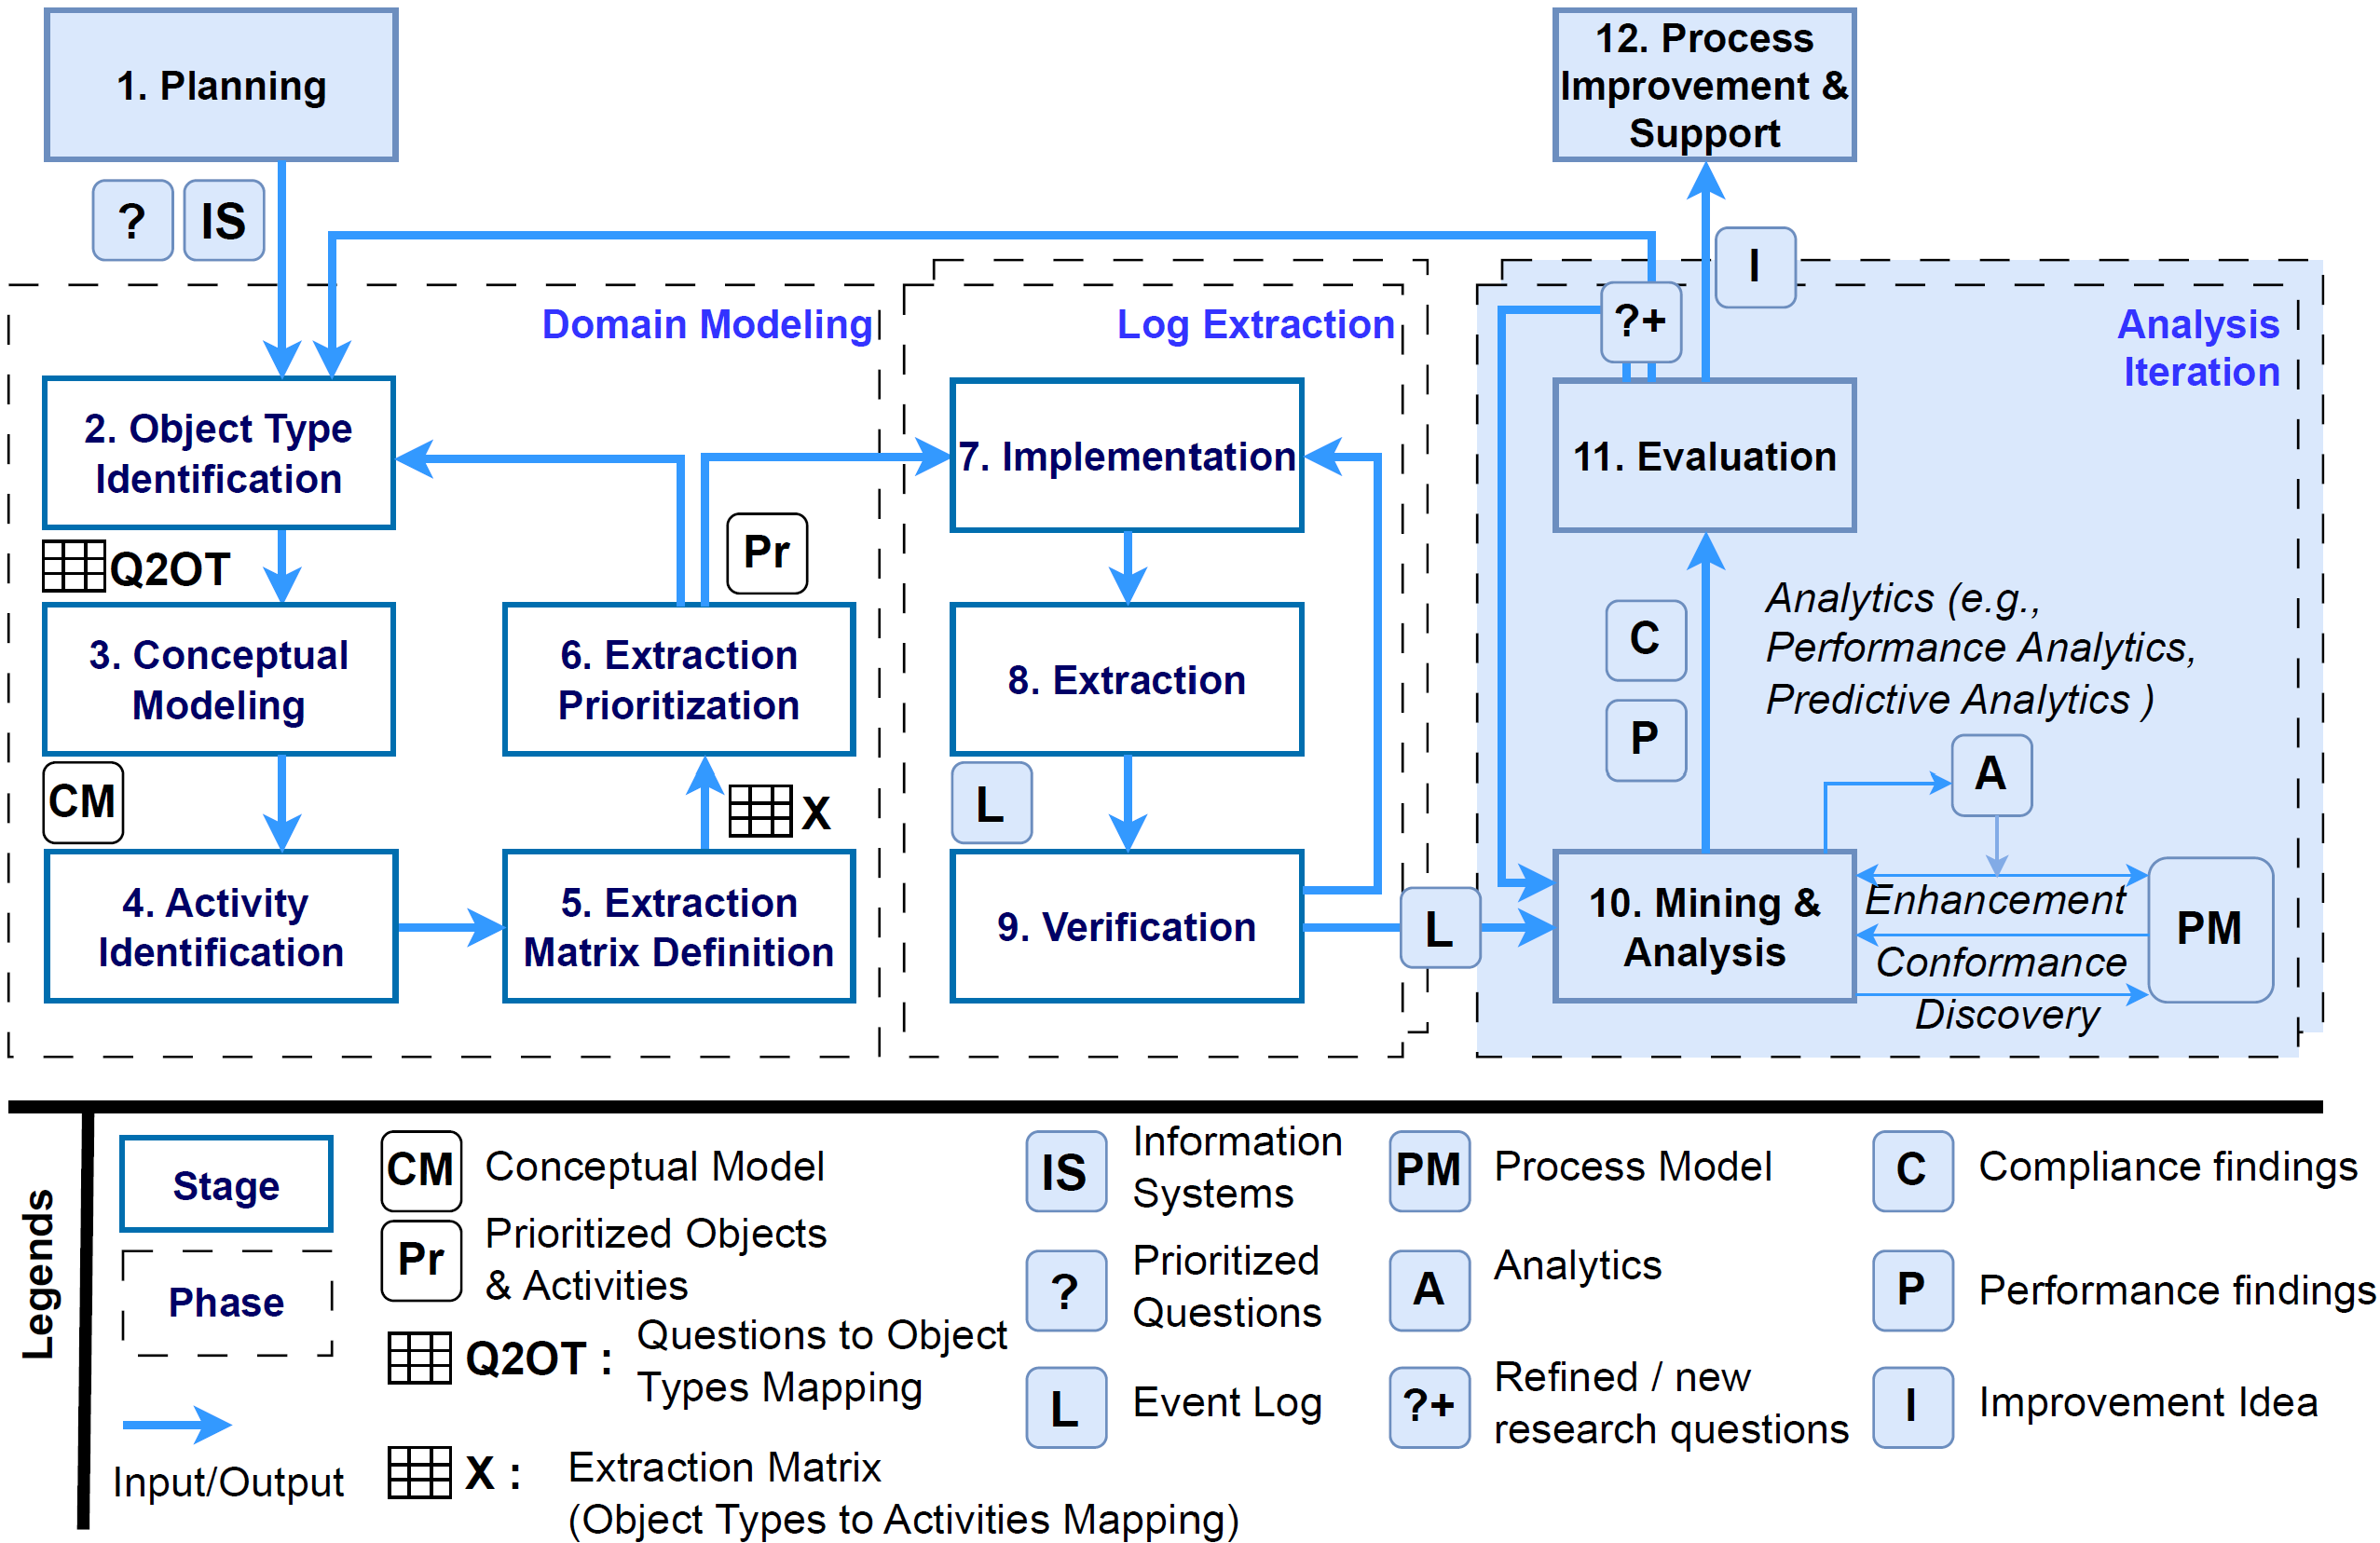 1. Planning
12. Process
Improvement &
Support
?
IS
I
Domain Modeling
Log Extraction
?+
Analysis
Iteration
2. Object Type
Identification
7. Implementation
11. Evaluation
Q2OT
Pr
3. Conceptual
Modeling
6. Extraction
Prioritization
8. Extraction
C
P
Analytics (e.g.,
Performance Analytics,
Predictive Analytics )
CM
X
L
A
4. Activity
Identification
5. Extraction
Matrix Definition
9. Verification
L
10. Mining &
Analysis
Enhancement
Conformance
Discovery
PM
Legends
Stage
Phase
Input/Output
CM
Conceptual Model
Pr
Prioritized Objects
& Activities
Q2OT :
Questions to Object
Types Mapping
X :
Extraction Matrix
(Object Types to Activities Mapping)
IS
Information
Systems
?
Prioritized
Questions
L
Event Log
PM
Process Model
A
Analytics
?+
Refined / new
research questions
C
Compliance findings
P
Performance findings
I
Improvement Idea